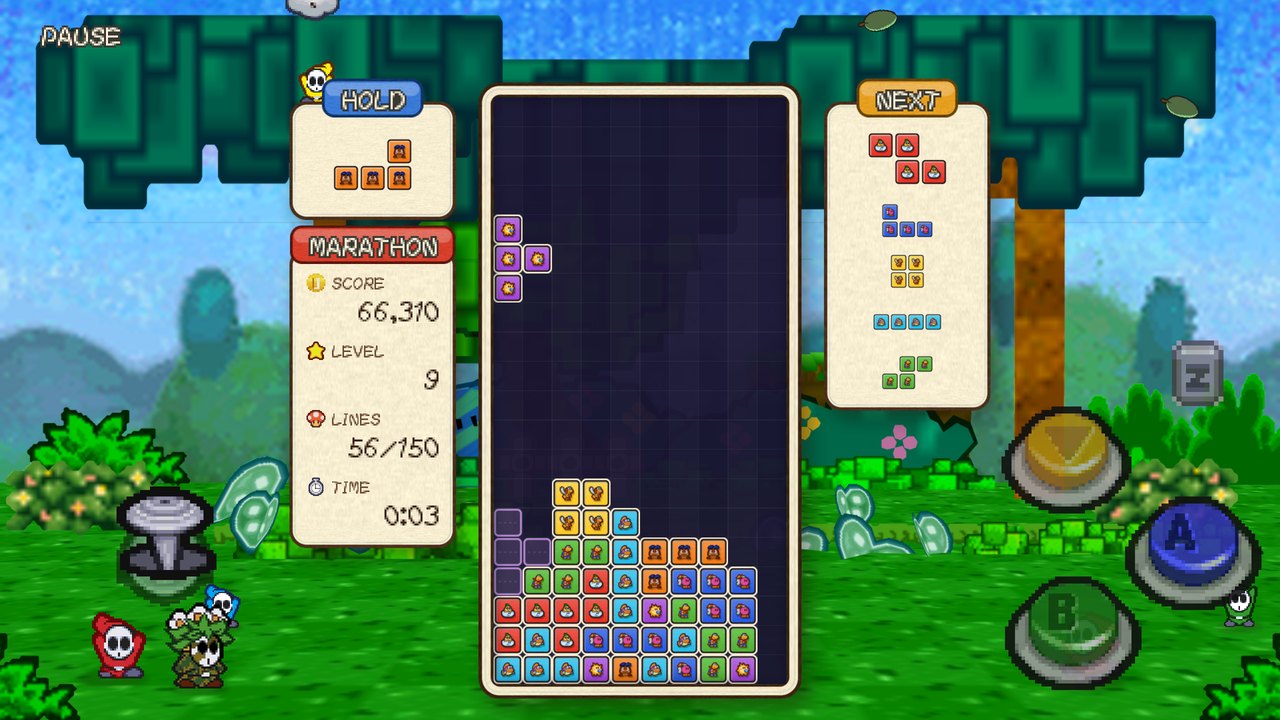 PAUSE
HOLD
NEXT
MARATHON
SCORE
66,310
LEVEL
9
LINES
56/150
TIME
0:03
Z
A
B